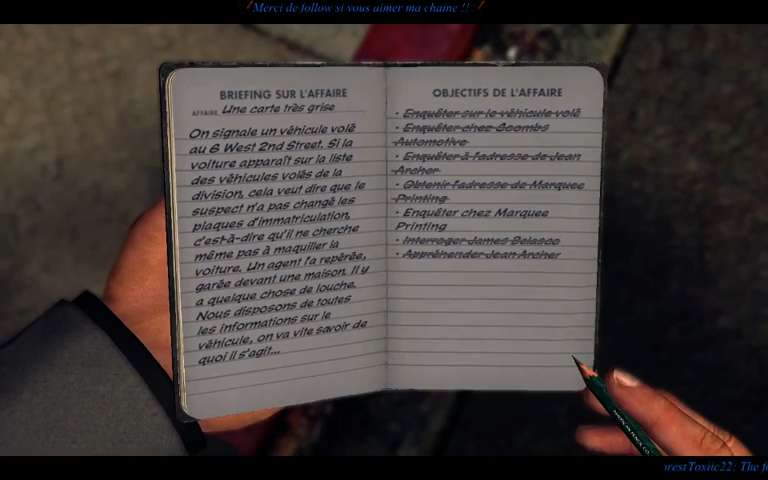 Merci de follow si vous aimer ma chaine !!
BRIEFING SUR L'AFFAIRE
AFFAIRE Une carte très grise
On signale un véhicule volé
au 6 West 2nd Street. Si la
voiture apparaît sur la liste
des véhicules volés de la
division, cela veut dire que le
suspect n'a pas changé les
plaques d'immatriculation,
c'est-à-dire qu'il ne cherche
même pas à maquiller la
voiture. Un agent l'a repérée,
garée devant une maison. Il y
a quelque chose de louche.
Nous disposons de toutes
les informations sur le
véhicule, on va vite savoir de
quoi il s'agit...
OBJECTIFS DE L'AFFAIRE
• Enquêter sur le véhicule volé
• Enquêter chez Coombs
Automotive
• Enquêter à l'adresse de Jean
Archer
• Obtenir l'adresse de Marquee
Printing
• Enquêter chez Marquee
Printing
• Interroger James Belasco
• Appréhender Jean Archer
AMERICAN PENCIL CO.
orestToxiic22: The fo